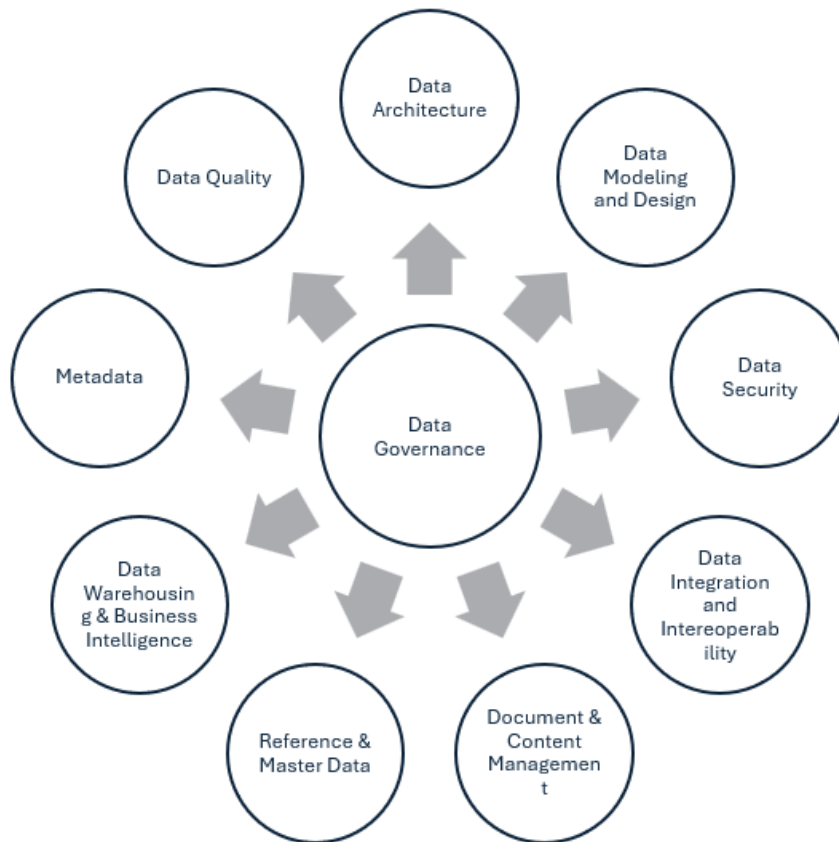 Data
Architecture
Data
Modeling
and Design
Data
Security
Data
Integration
and
Intereoperab
ility
Document &
Content
Managemen
t
Reference &
Master Data
Data
Warehousin
g & Business
Intelligence
Metadata
Data Quality
Data
Governance